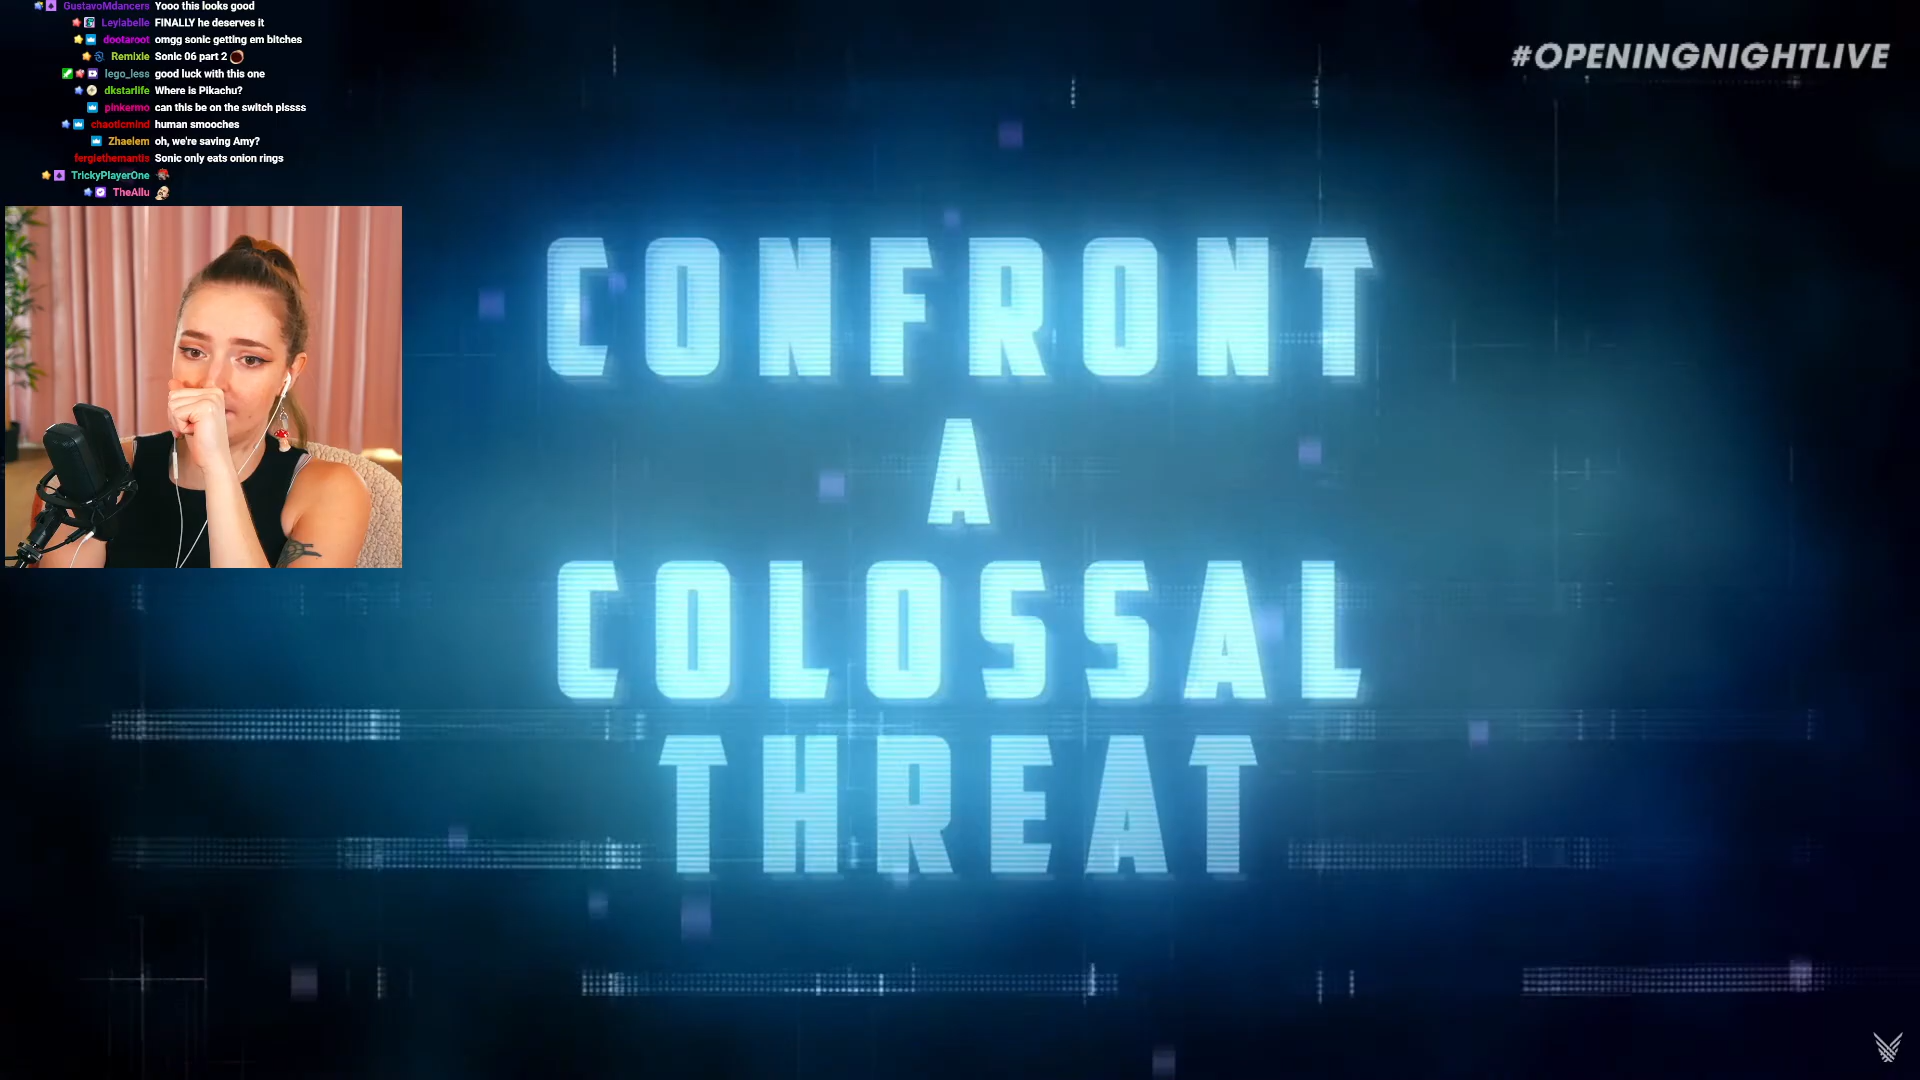 GustavoMdancers Yooo this looks good
Leylabelle FINALLY he deserves it
dootaroot omgg sonic getting em bitches
Remixie Sonic 06 part 2
lego_less good luck with this one
dkstarlife Where is Pikachu?
pinkermo can this be on the switch plssss
chaoticmind human smooches
Zhaelem oh, we're saving Amy?
fergiethemantis Sonic only eats onion rings
TrickyPlayerOne
TheAllu
#OPENINGNIGHTLIVE
CONFRONT
A
COLOSSAL
THREAT